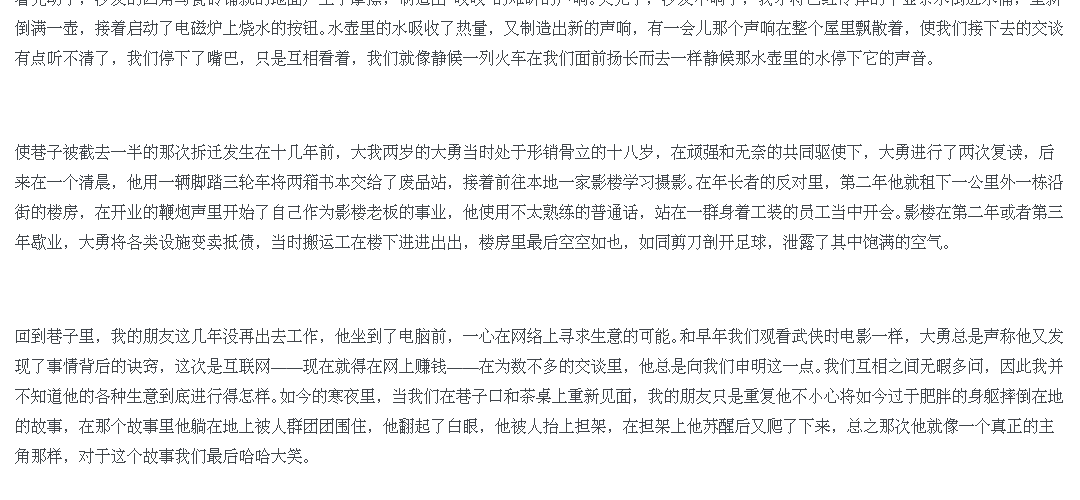 倒满一壶，接着启动了电磁炉上烧水的按钮。水壶里的水吸收了热量，又制造出新的声响，有一会儿那个声响在整个屋里飘散着，使我们接下去的交谈
有点听不清了，我们停下了嘴巴，只是互相看着，我们就像静候一列火车在我们面前扬长而去一样静候那水壶里的水停下它的声音。
使巷子被截去一半的那次拆迁发生在十几年前，大我两岁的大勇当时处于形销骨立的十八岁，在顽强和无奈的共同驱使下，大勇进行了两次复读，后
来在一个清晨，他用一辆脚踏三轮车将两箱书本交给了废品站，接着前往本地一家影楼学习摄影。在年长者的反对里，第二年他就租下一公里外一栋沿
街的楼房，在开业的鞭炮声里开始了自己作为影楼老板的事业，他使用不太熟练的普通话，站在一群身着工装的员工当中开会。影楼在第二年或者第三
年歇业，大勇将各类设施变卖抵债，当时搬运工在楼下进进出出，楼房里最后空空如也，如同剪刀剖开足球，泄露了其中饱满的空气。
回到巷子里，我的朋友这几年没再出去工作，他坐到了电脑前，一心在网络上寻求生意的可能。和早年我们观看武侠时电影一样，大勇总是声称他又发
现了事情背后的诀窍，这次是互联网——现在就得在网上赚钱——在为数不多的交谈里，他总是向我们申明这一点。我们互相之间无暇多问，因此我并
不知道他的各种生意到底进行得怎样。如今的寒夜里，当我们在巷子口和茶桌上重新见面，我的朋友只是重复他不小心将如今过于肥胖的身躯摔倒在地
的故事，在那个故事里他躺在地上被人群团团围住，他翻起了白眼，他被人抬上担架，在担架上他苏醒后又爬了下来，总之那次他就像一个真正的主
角那样，对于这个故事我们最后哈哈大笑。